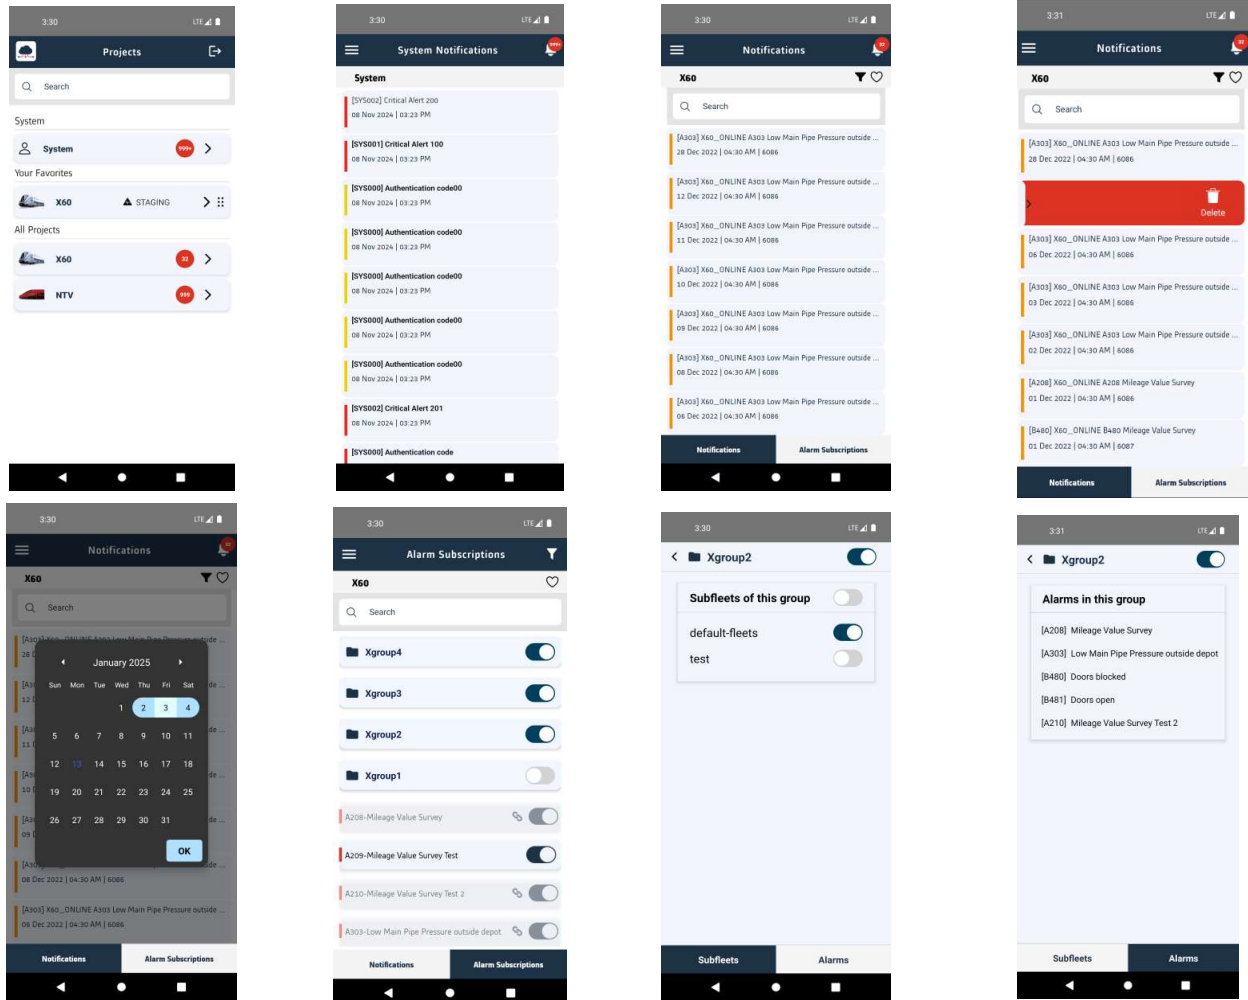 3:30 LTE
Projects
Search
System
System 999+
Your Favorites
X60 STAGING
All Projects
X60 32
NTV 999
3:30 LTE
System Notifications 999+
System
[SYS002] Critical Alert 200
08 Nov 2024 | 03:23 PM
[SYS001] Critical Alert 100
08 Nov 2024 | 03:23 PM
[SYS000] Authentication code00
08 Nov 2024 | 03:23 PM
[SYS000] Authentication code00
08 Nov 2024 | 03:23 PM
[SYS000] Authentication code00
08 Nov 2024 | 03:23 PM
[SYS000] Authentication code00
08 Nov 2024 | 03:23 PM
[SYS000] Authentication code00
08 Nov 2024 | 03:23 PM
[SYS002] Critical Alert 201
08 Nov 2024 | 03:23 PM
[SYS000] Authentication code
3:30 LTE
Notifications 32
X60
Search
[A303] X60_ONLINE A303 Low Main Pipe Pressure outside ...
28 Dec 2022 | 04:30 AM | 6086
[A303] X60_ONLINE A303 Low Main Pipe Pressure outside ...
12 Dec 2022 | 04:30 AM | 6086
[A303] X60_ONLINE A303 Low Main Pipe Pressure outside ...
11 Dec 2022 | 04:30 AM | 6086
[A303] X60_ONLINE A303 Low Main Pipe Pressure outside ...
10 Dec 2022 | 04:30 AM | 6086
[A303] X60_ONLINE A303 Low Main Pipe Pressure outside ...
09 Dec 2022 | 04:30 AM | 6086
[A303] X60_ONLINE A303 Low Main Pipe Pressure outside ...
08 Dec 2022 | 04:30 AM | 6086
[A303] X60_ONLINE A303 Low Main Pipe Pressure outside ...
06 Dec 2022 | 04:30 AM | 6086
Notifications Alarm Subscriptions
3:31 LTE
Notifications 32
X60
Search
[A303] X60_ONLINE A303 Low Main Pipe Pressure outside ...
28 Dec 2022 | 04:30 AM | 6086
Delete
[A303] X60_ONLINE A303 Low Main Pipe Pressure outside ...
06 Dec 2022 | 04:30 AM | 6086
[A303] X60_ONLINE A303 Low Main Pipe Pressure outside ...
03 Dec 2022 | 04:30 AM | 6086
[A303] X60_ONLINE A303 Low Main Pipe Pressure outside ...
02 Dec 2022 | 04:30 AM | 6086
[A208] X60_ONLINE A208 Mileage Value Survey
01 Dec 2022 | 04:30 AM | 6086
[B480] X60_ONLINE B480 Mileage Value Survey
01 Dec 2022 | 04:30 AM | 6087
Notifications Alarm Subscriptions
3:30 LTE
Notifications 32
X60
Search
[A303] X60_ONLINE A303 Low Main Pipe Pressure outside ...
January 2025
Sun Mon Tue Wed Thu Fri Sat
1 2 3 4
5 6 7 8 9 10 11
12 13 14 15 16 17 18
19 20 21 22 23 24 25
26 27 28 29 30 31
OK
08 Dec 2022 | 04:30 AM | 6086
[A303] X60_ONLINE A303 Low Main Pipe Pressure outside ...
06 Dec 2022 | 04:30 AM | 6086
Notifications Alarm Subscriptions
3:30 LTE
Alarm Subscriptions
X60
Search
Xgroup4
Xgroup3
Xgroup2
Xgroup1
A208-Mileage Value Survey
A209-Mileage Value Survey Test
A210-Mileage Value Survey Test 2
A303-Low Main Pipe Pressure outside depot
Notifications Alarm Subscriptions
3:30 LTE
Xgroup2
Subfleets of this group
default-fleets
test
Subfleets Alarms
3:31 LTE
Xgroup2
Alarms in this group
[A208] Mileage Value Survey
[A303] Low Main Pipe Pressure outside depot
[B480] Doors blocked
[B481] Doors open
[A210] Mileage Value Survey Test 2
Subfleets Alarms